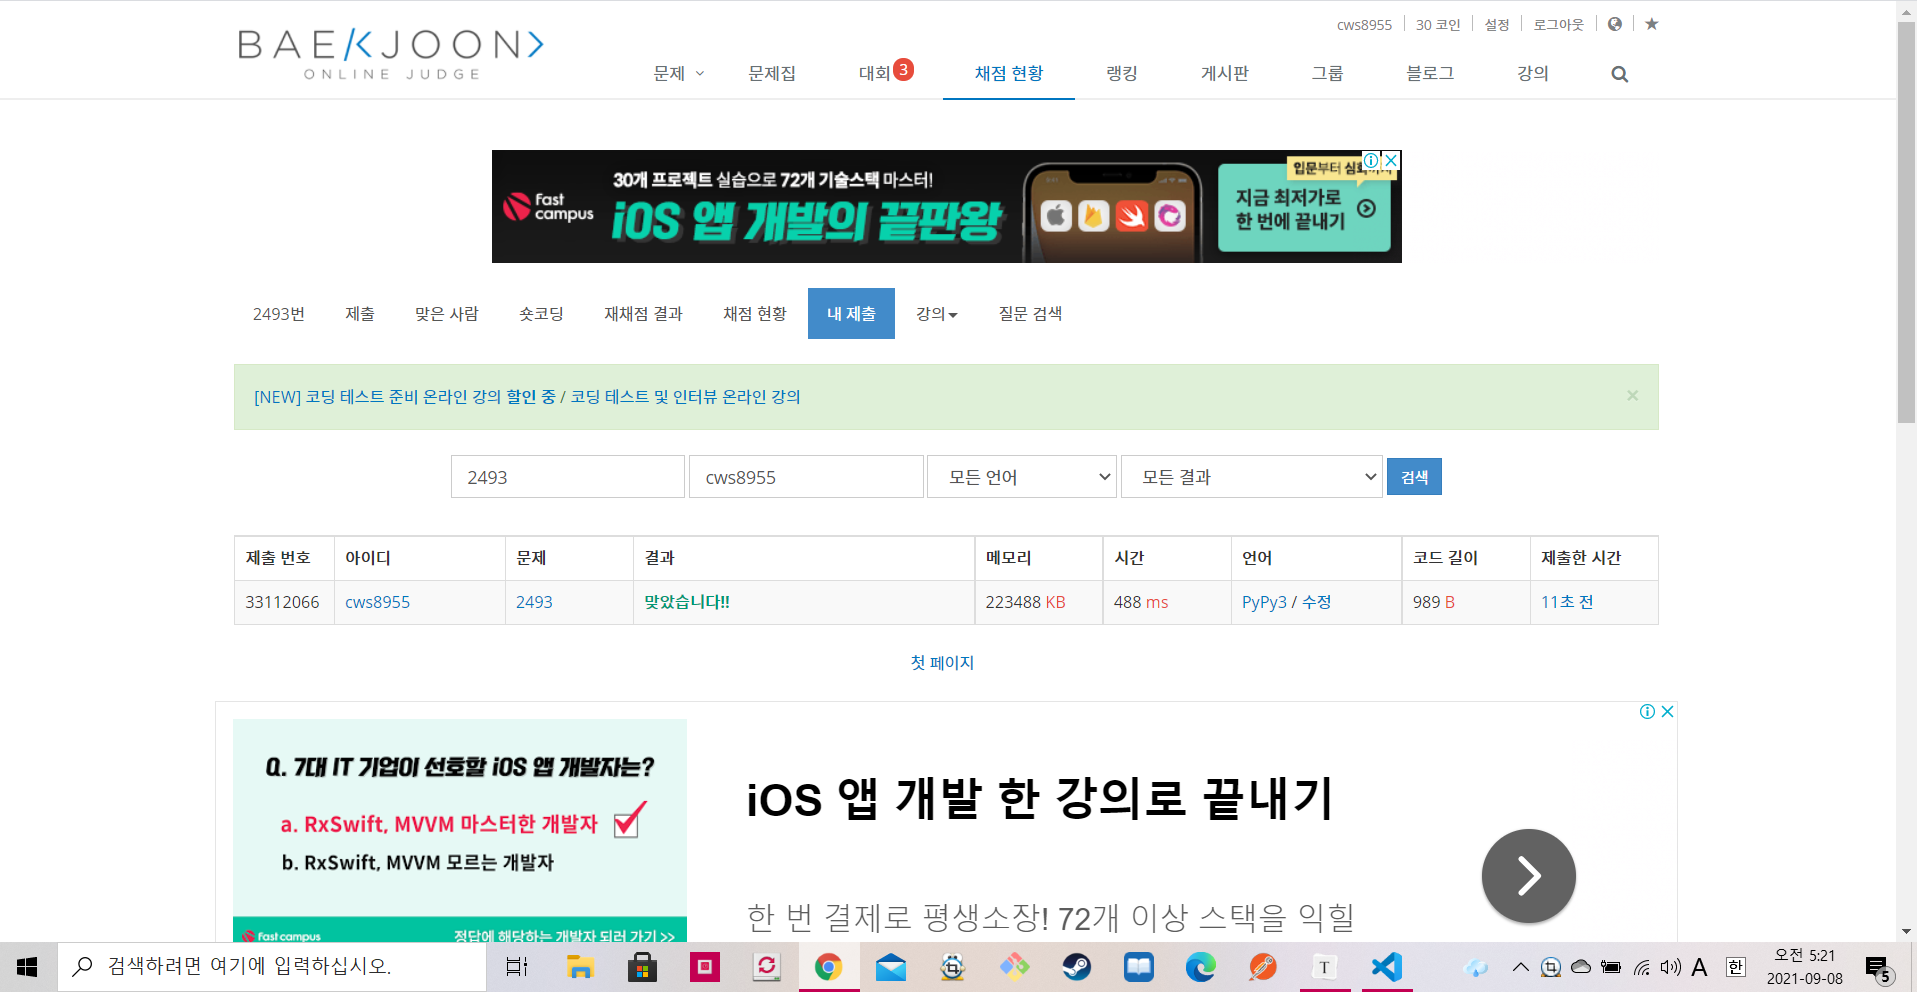 cws8955 30 코인 설정 로그아웃
BAEKJOON>
ONLINE JUDGE
문제 문제집 대회 3 채점 현황 랭킹 게시판 그룹 블로그 강의
Fast campus
30개 프로젝트 실습으로 72개 기술스택 마스터!
iOS 앱 개발의 끝판왕
입문부터
지금 최저가로
한 번에 끝내기
2493번 제출 맞은 사람 숏코딩 재채점 결과 채점 현황 내 제출 강의 질문 검색
[NEW] 코딩 테스트 준비 온라인 강의 할인 중 / 코딩 테스트 및 인터뷰 온라인 강의 ×
2493 cws8955 모든 언어 모든 결과 검색
제출 번호 아이디 문제 결과 메모리 시간 언어 코드 길이 제출한 시간
33112066 cws8955 2493 맞았습니다!! 223488 KB 488 ms PyPy3 / 수정 989 B 11초 전
첫 페이지
Q. 7대 IT 기업이 선호할 iOS 앱 개발자는?
a. RxSwift, MVVM 마스터한 개발자
b. RxSwift, MVVM 모르는 개발자
Fast campus 정답에 해당하는 개발자 되러 가기 >>
iOS 앱 개발 한 강의로 끝내기
한 번 결제로 평생소장! 72개 이상 스택을 익힐
검색하려면 여기에 입력하십시오.
T
A 한
오전 5:21
2021-09-08
5